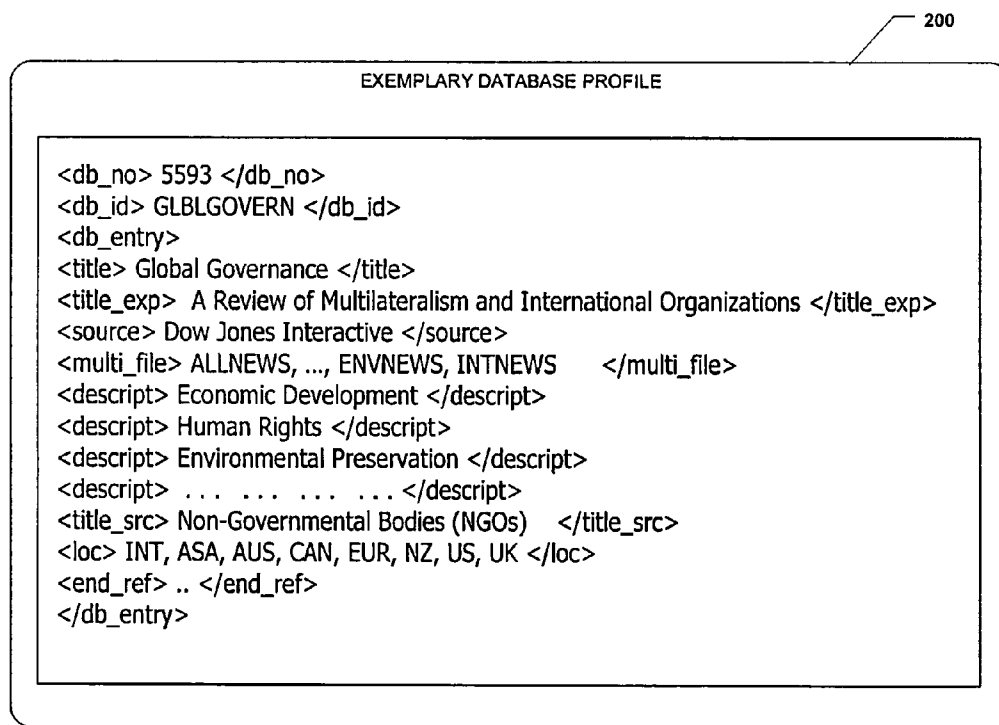 200
EXEMPLARY DATABASE PROFILE
<db_no> 5593 </db_no>
<db_id> GLBLGOVERN </db_id>
<db_entry>
<title> Global Governance </title>
<title_exp> A Review of Multilateralism and International Organizations </title_exp>
<source> Dow Jones Interactive </source>
<multi_file> ALLNEWS, ..., ENVNEWS, INTNEWS </multi_file>
<descript> Economic Development </descript>
<descript> Human Rights </descript>
<descript> Environmental Preservation </descript>
<descript> ... ... ... ... </descript>
<title_src> Non-Governmental Bodies (NGOs) </title_src>
<loc> INT, ASA, AUS, CAN, EUR, NZ, US, UK </loc>
<end_ref> .. </end_ref>
</db_entry>